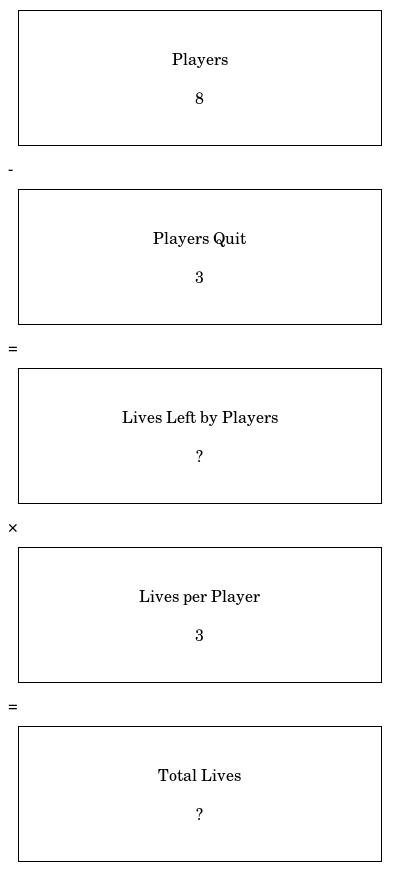 Players
8
-
Players Quit
3
=
Lives Left by Players
?
×
Lives per Player
3
=
Total Lives
?